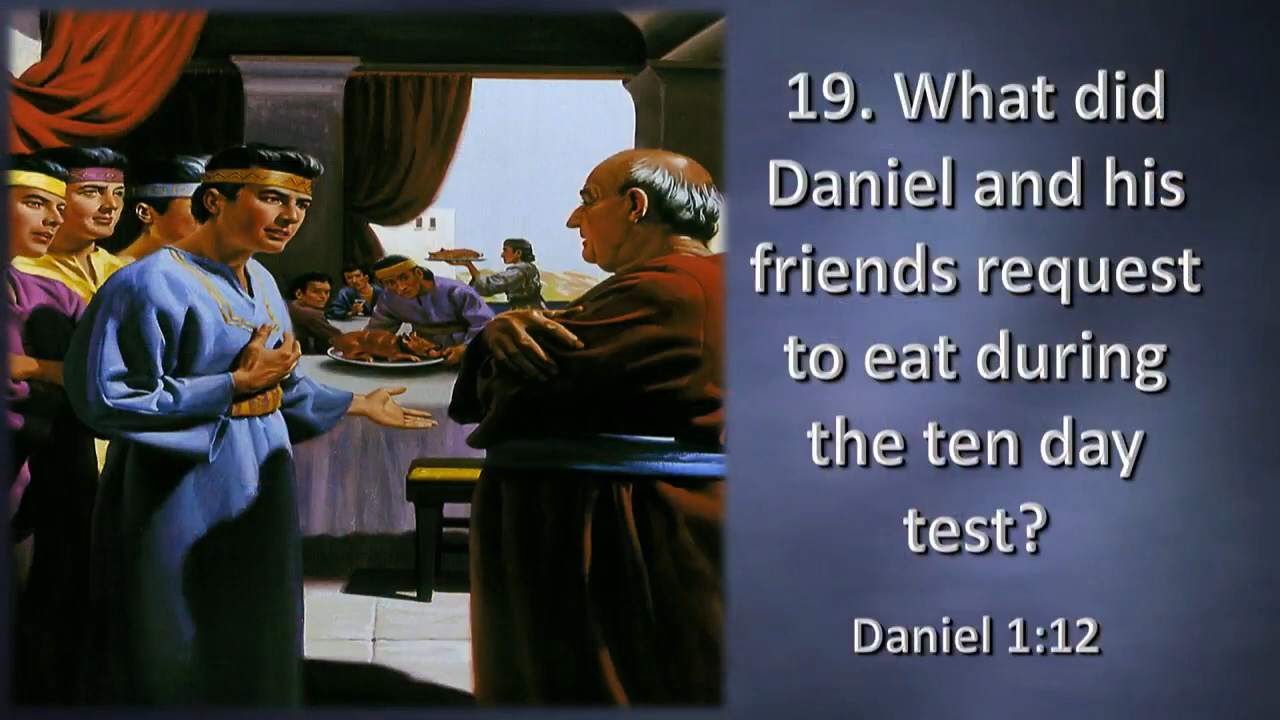 19. What did
Daniel and his
friends request
to eat during
the ten day
test?
Daniel 1:12